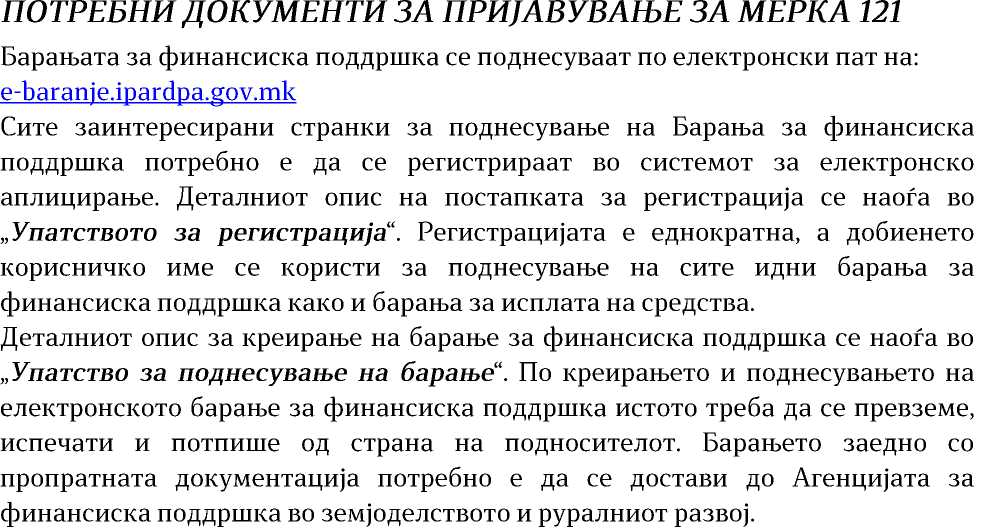 ПОТРЕБНИ ДОКУМЕНТИ ЗА ПРИЈАВУВАЊЕ ЗА МЕРКА 121
Барањата за финансиска поддршка се поднесуваат по електронски пат на:
e-baranje.ipardpa.gov.mk
Сите заинтересирани странки за поднесување на Барања за финансиска
поддршка потребно е да се регистрираат во системот за електронско
аплицирање. Деталниот опис на постапката за регистрација се наоѓа во
„Упатството за регистрација“. Регистрацијата е еднократна, а добиенето
корисничко име се користи за поднесување на сите идни барања за
финансиска поддршка како и барања за исплата на средства.
Деталниот опис за креирање на барање за финансиска поддршка се наоѓа во
„Упатство за поднесување на барање“. По креирањето и поднесувањето на
електронското барање за финансиска поддршка истото треба да се превземе,
испечати и потпише од страна на подносителот. Барањето заедно со
пропратната документација потребно е да се достави до Агенцијата за
финансиска поддршка во земјоделството и руралниот развој.